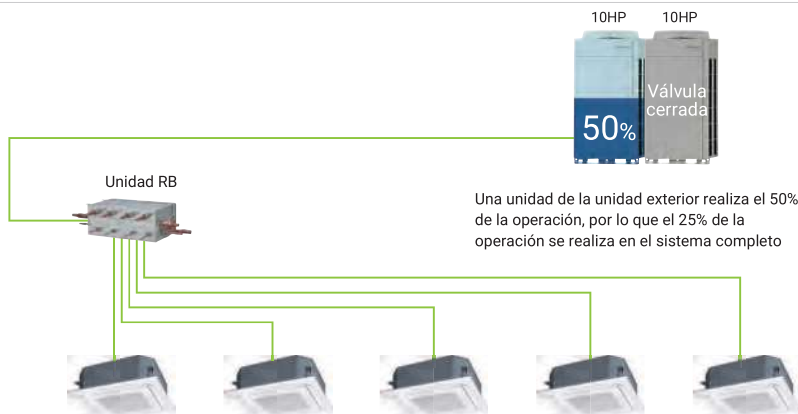 10HP 10HP
Válvula
cerrada
50%
Unidad RB
Una unidad de la unidad exterior realiza el 50%
de la operación, por lo que el 25% de la
operación se realiza en el sistema completo